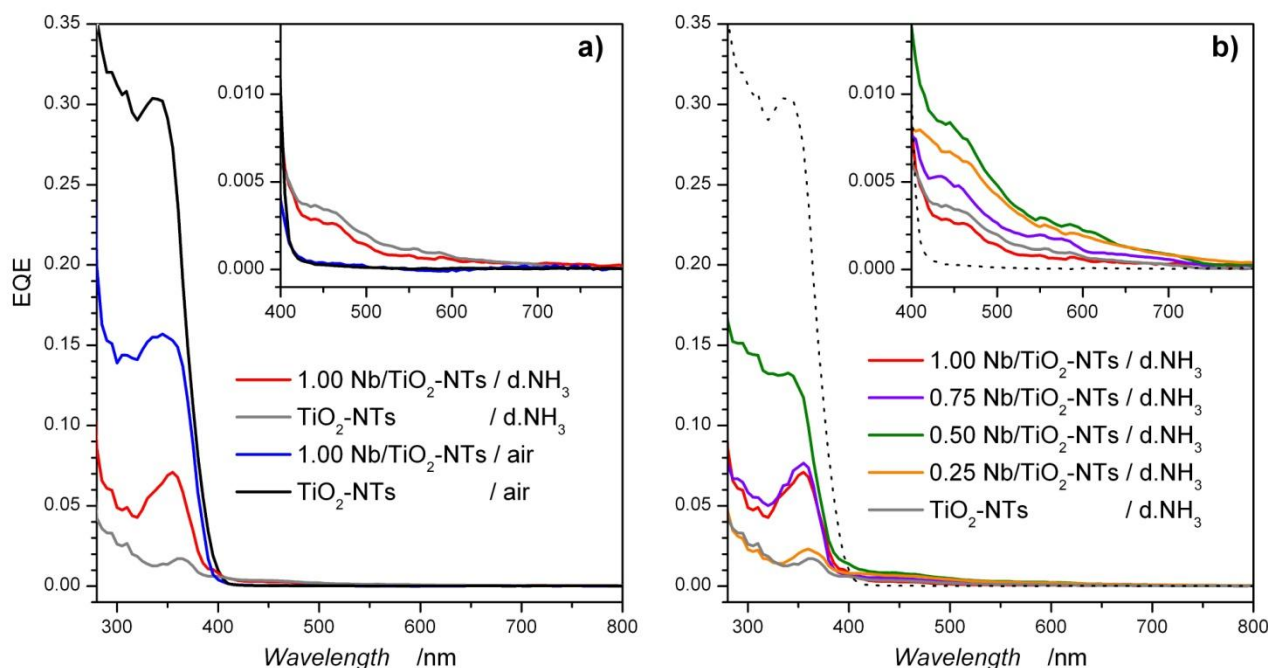 a)
0.35
0.30
0.25
0.20
0.15
0.10
0.05
0.00
EQE
0.010
0.005
0.000
400 500 600 700
1.00 Nb/TiO₂-NTs / d.NH₃
TiO₂-NTs / d.NH₃
1.00 Nb/TiO₂-NTs / air
TiO₂-NTs / air
300 400 500 600 700 800
Wavelength /nm
b)
0.35
0.30
0.25
0.20
0.15
0.10
0.05
0.00
0.010
0.005
0.000
400 500 600 700
1.00 Nb/TiO₂-NTs / d.NH₃
0.75 Nb/TiO₂-NTs / d.NH₃
0.50 Nb/TiO₂-NTs / d.NH₃
0.25 Nb/TiO₂-NTs / d.NH₃
TiO₂-NTs / d.NH₃
300 400 500 600 700 800
Wavelength /nm